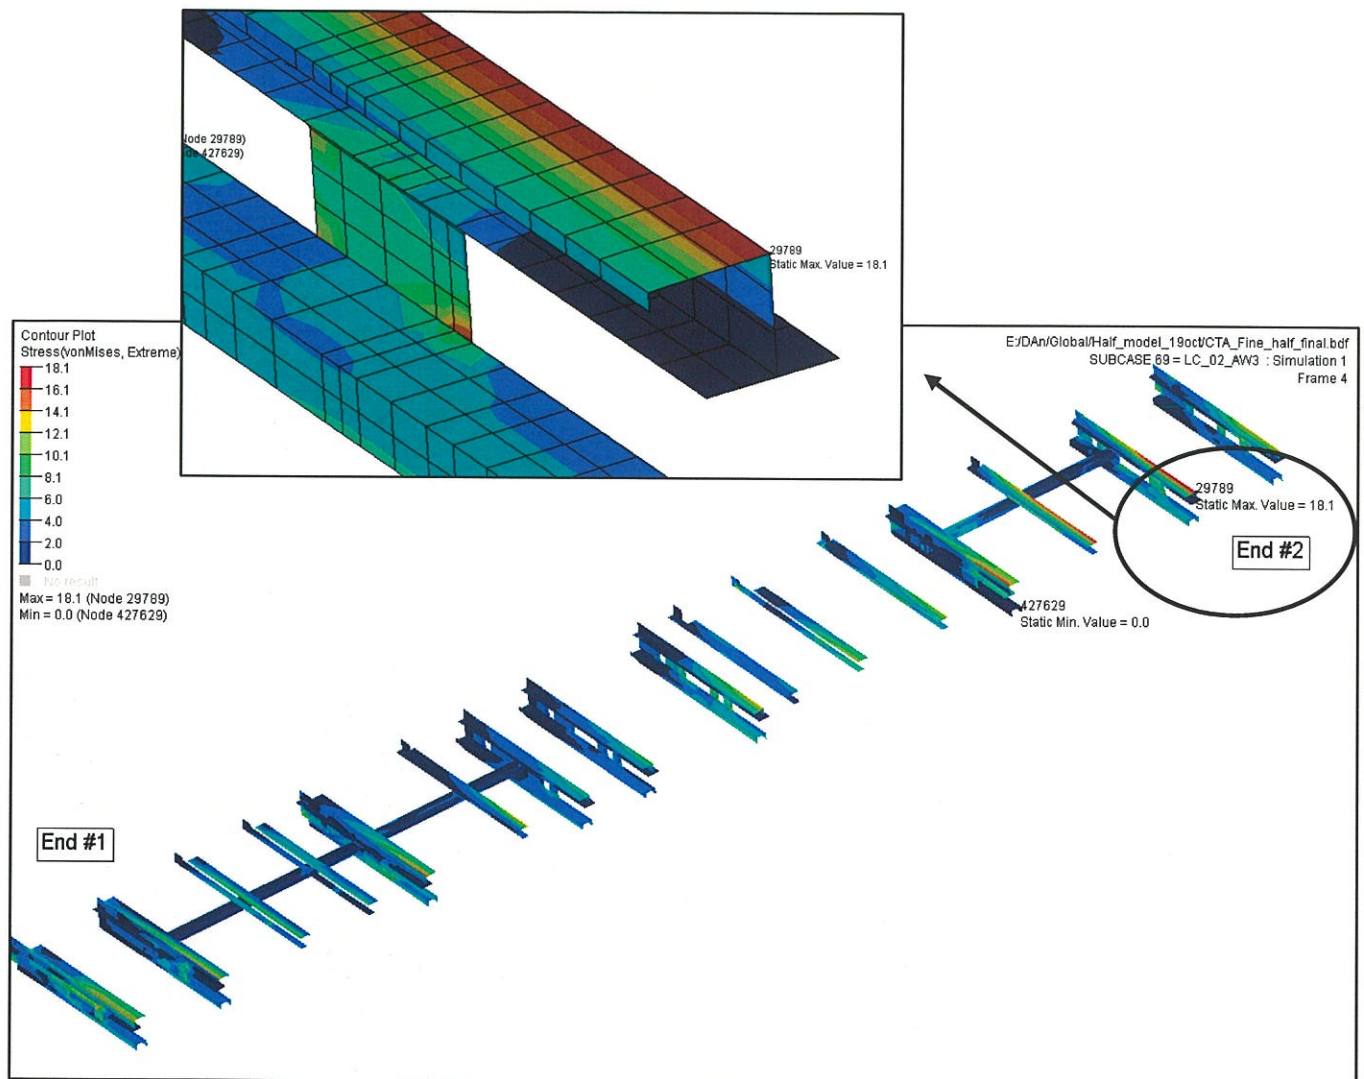 Node 29789)
de 427629)
29789
Static Max. Value = 18.1
Contour Plot
Stress(vonMises, Extreme)
18.1
16.1
14.1
12.1
10.1
8.1
6.0
4.0
2.0
0.0
No result
Max = 18.1 (Node 29789)
Min = 0.0 (Node 427629)
E:/DAn/Global/Half_model_19oct/CTA_Fine_half_final.bdf
SUBCASE 69 = LC_02_AW3 : Simulation 1
Frame 4
29789
Static Max. Value = 18.1
End #2
427629
Static Min. Value = 0.0
End #1